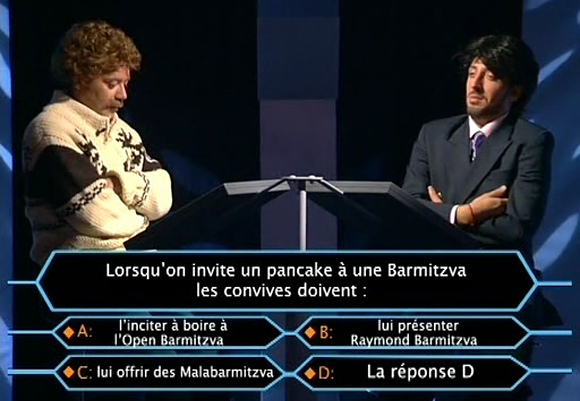 Lorsqu'on invite un pancake à une Barmitzva
les convives doivent :
A: l'inciter à boire à
l'Open Barmitzva
B: lui présenter
Raymond Barmitzva
C: lui offrir des Malabarmitzva
D: La réponse D